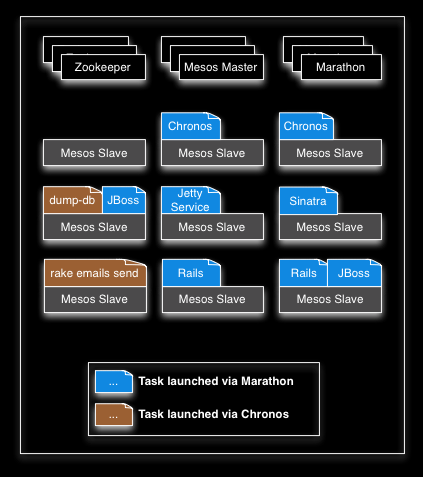 Zookeeper
Mesos Master
Marathon
Chronos
Chronos
Mesos Slave
Mesos Slave
Mesos Slave
dump-db
JBoss
Jetty
Service
Sinatra
Mesos Slave
Mesos Slave
Mesos Slave
rake emails send
Rails
Rails
JBoss
Mesos Slave
Mesos Slave
Mesos Slave
... Task launched via Marathon
... Task launched via Chronos